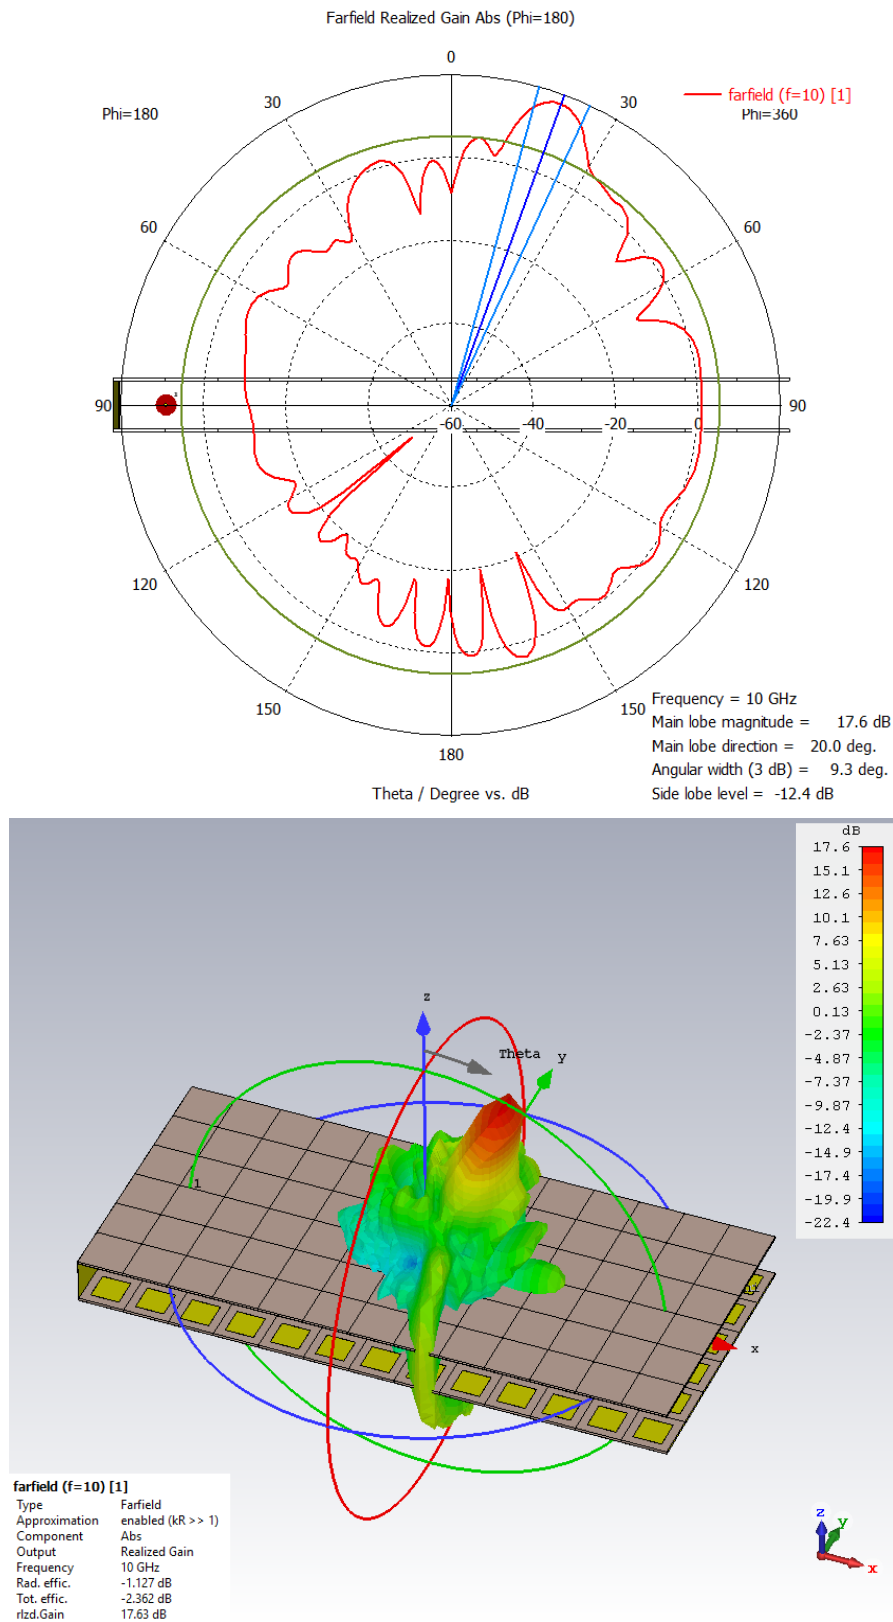 Farfield Realized Gain Abs (Phi=180)
0
30
30
farfield (f=10) [1]
Phi=180
Phi=360
60
60
90
1
-60
-40
-20
0
90
120
120
150
150
180
Theta / Degree vs. dB
Frequency = 10 GHz
Main lobe magnitude = 17.6 dB
Main lobe direction = 20.0 deg.
Angular width (3 dB) = 9.3 deg.
Side lobe level = -12.4 dB
dB
17.6
15.1
12.6
10.1
7.63
5.13
2.63
0.13
-2.37
-4.87
-7.37
-9.87
-12.4
-14.9
-17.4
-19.9
-22.4
z
Theta
y
1
x
farfield (f=10) [1]
Type Farfield
Approximation enabled (kR >> 1)
Component Abs
Output Realized Gain
Frequency 10 GHz
Rad. effic. -1.127 dB
Tot. effic. -2.362 dB
rlzd.Gain 17.63 dB
z
y
x